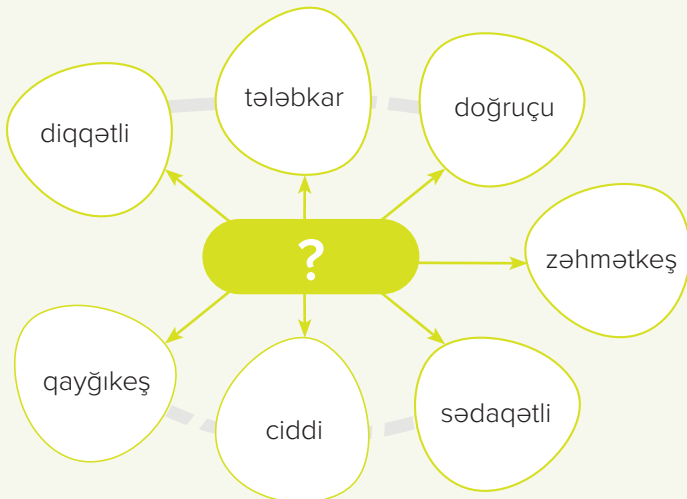 tələbkar
doğruçu
diqqətli
?
zəhmətkeş
qayğıkeş
ciddi
sədaqətli